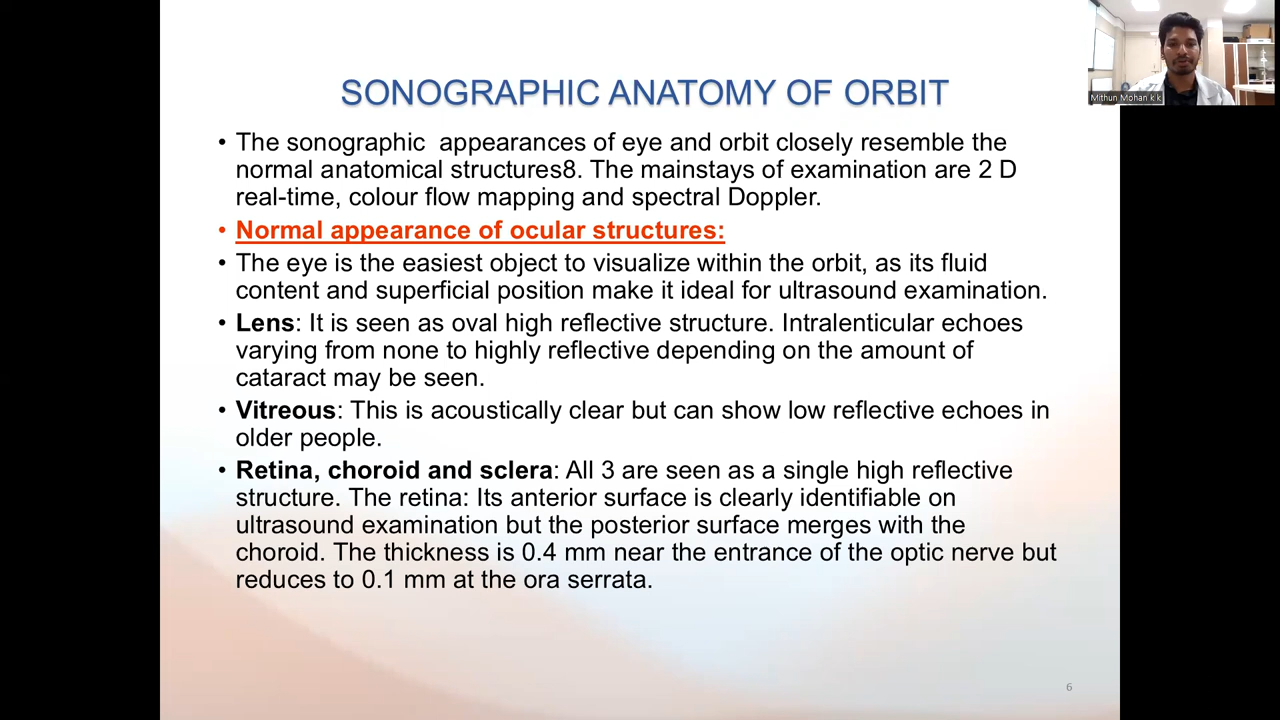 SONOGRAPHIC ANATOMY OF ORBIT
• The sonographic appearances of eye and orbit closely resemble the
normal anatomical structures8. The mainstays of examination are 2 D
real-time, colour flow mapping and spectral Doppler.
• Normal appearance of ocular structures:
• The eye is the easiest object to visualize within the orbit, as its fluid
content and superficial position make it ideal for ultrasound examination.
• Lens: It is seen as oval high reflective structure. Intralenticular echoes
varying from none to highly reflective depending on the amount of
cataract may be seen.
• Vitreous: This is acoustically clear but can show low reflective echoes in
older people.
• Retina, choroid and sclera: All 3 are seen as a single high reflective
structure. The retina: Its anterior surface is clearly identifiable on
ultrasound examination but the posterior surface merges with the
choroid. The thickness is 0.4 mm near the entrance of the optic nerve but
reduces to 0.1 mm at the ora serrata.
6
Mithun Mohan k k